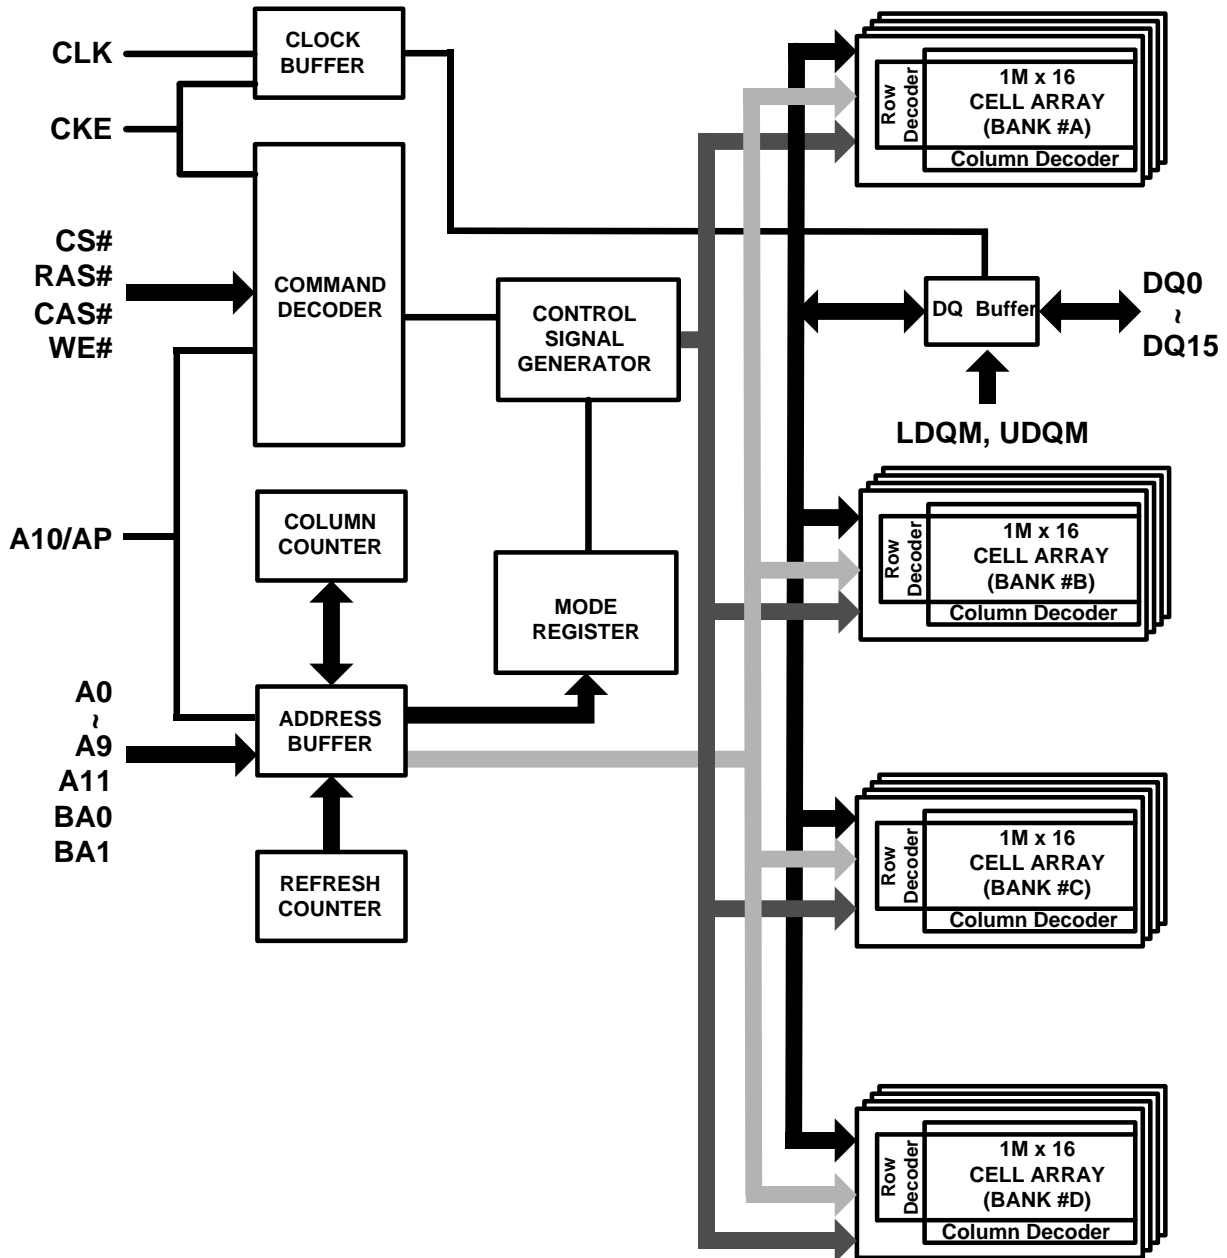 CLK
CKE
CLOCK
BUFFER
CS#
RAS#
CAS#
WE#
COMMAND
DECODER
CONTROL
SIGNAL
GENERATOR
A10/AP
COLUMN
COUNTER
MODE
REGISTER
A0
~
A9
A11
BA0
BA1
ADDRESS
BUFFER
REFRESH
COUNTER
Row
Decoder
1M x 16
CELL ARRAY
(BANK #A)
Column Decoder
DQ Buffer
DQ0
~
DQ15
LDQM, UDQM
Row
Decoder
1M x 16
CELL ARRAY
(BANK #B)
Column Decoder
Row
Decoder
1M x 16
CELL ARRAY
(BANK #C)
Column Decoder
Row
Decoder
1M x 16
CELL ARRAY
(BANK #D)
Column Decoder